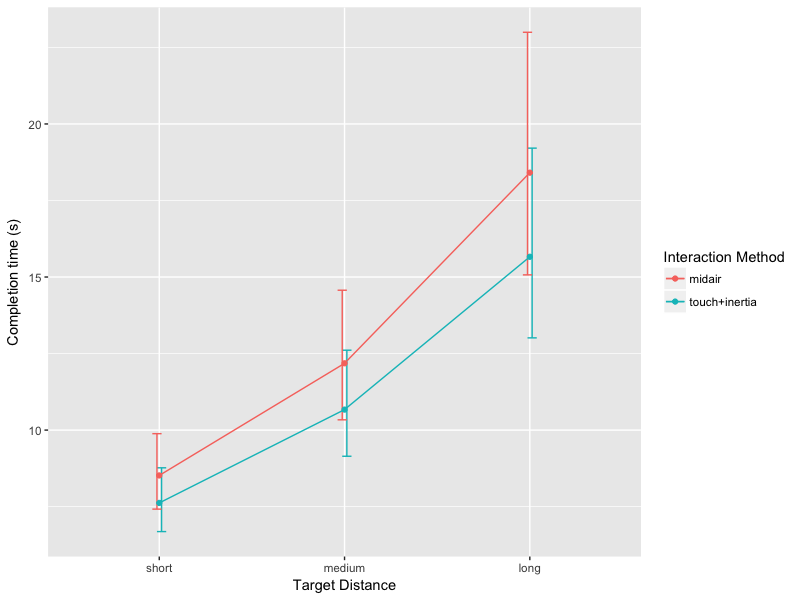 Completion time (s)
20
15
10
short medium long
Target Distance
Interaction Method
midair
touch+inertia